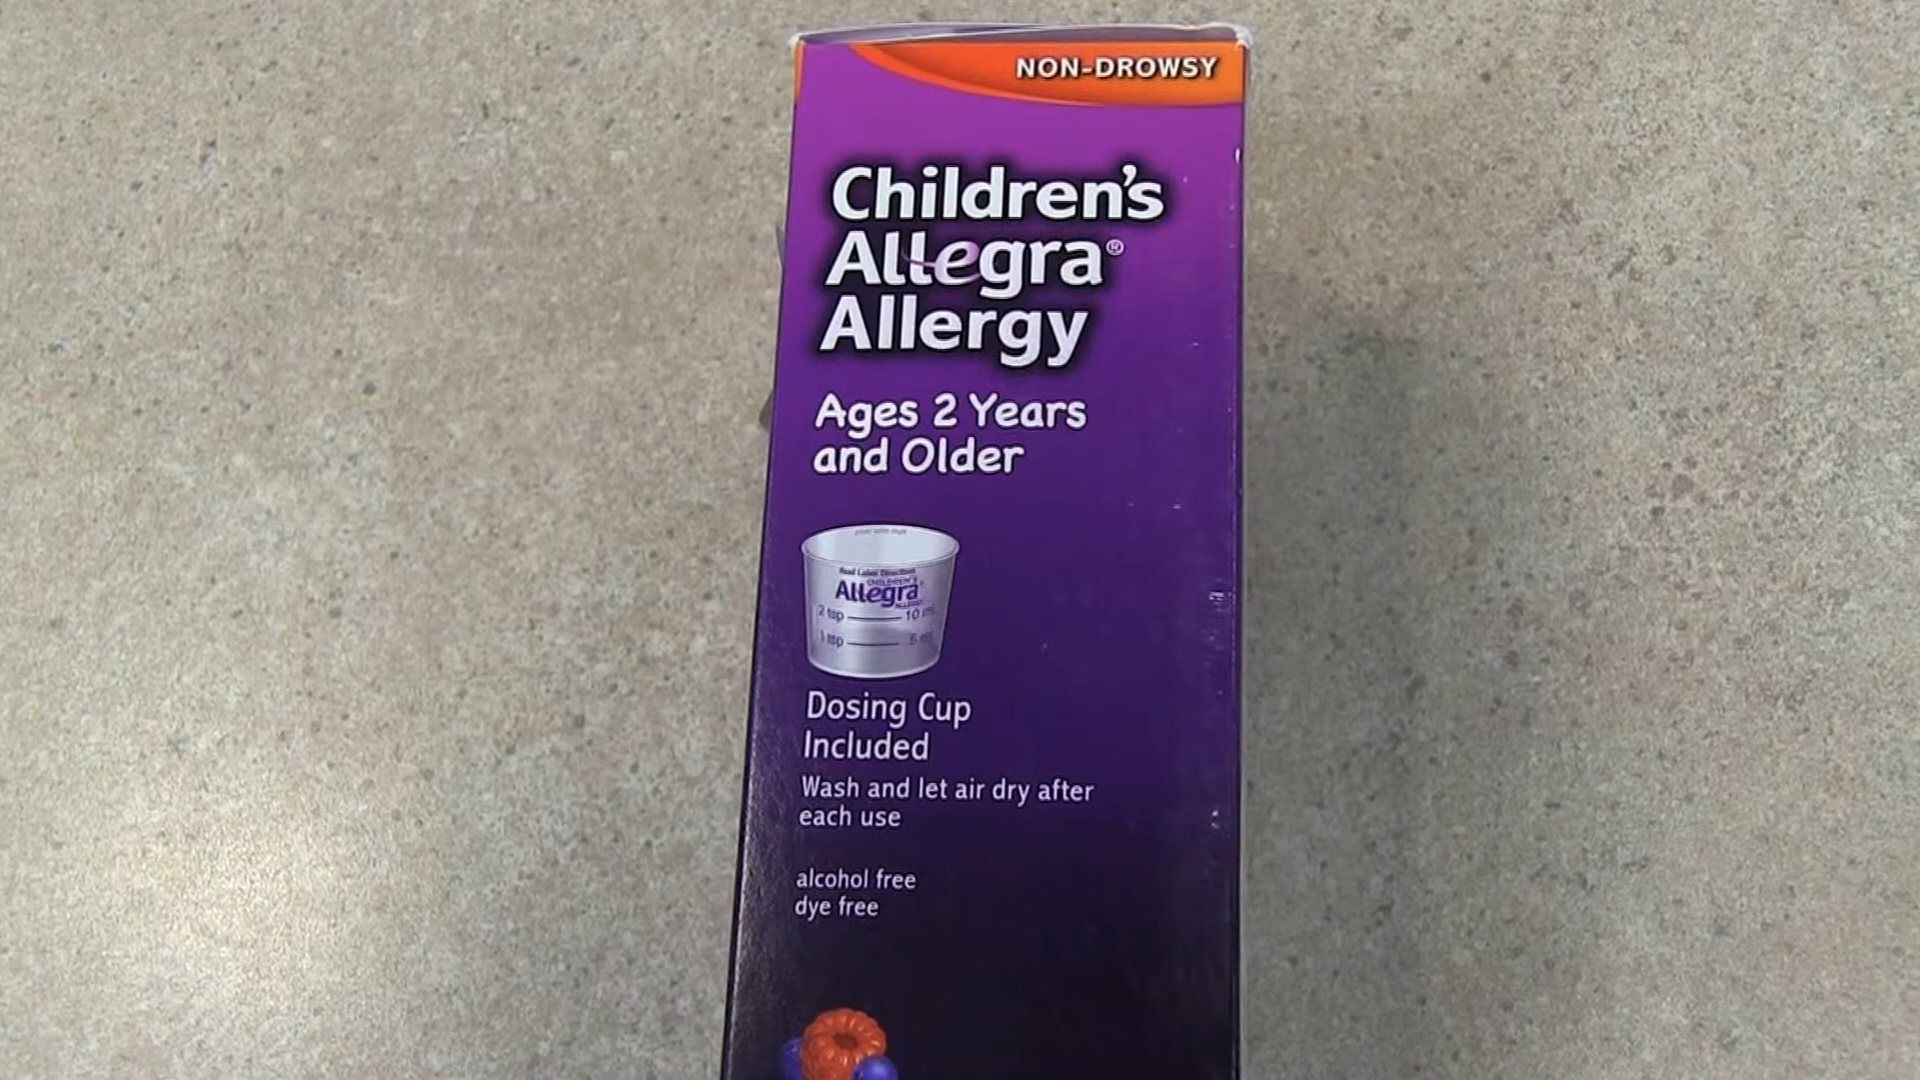 NON-DROWSY
Children's
Allegra®
Allergy
Ages 2 Years
and Older
Read Label Directions
CHILDREN'S
Allegra
ALLERGY
2 tsp 10 ml
1 tsp 5 ml
Dosing Cup
Included
Wash and let air dry after
each use
alcohol free
dye free